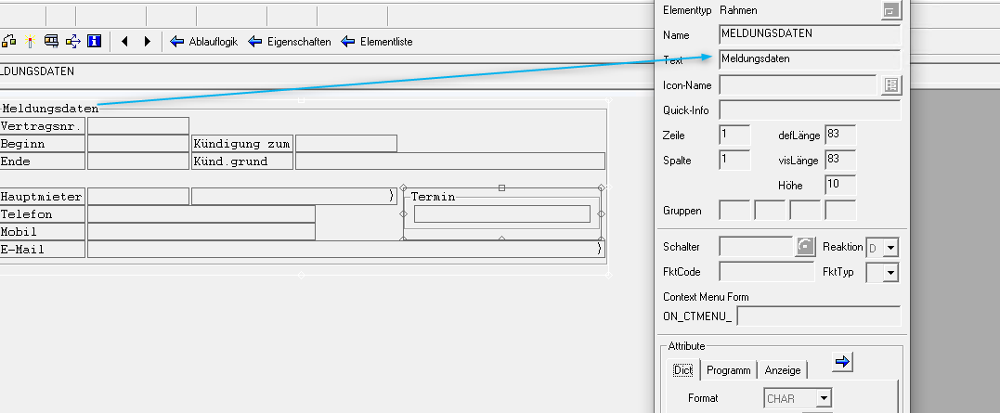 Ablauflogik Eigenschaften Elementliste
LDUNGSDATEN
Meldungsdaten
Vertragsnr.
Beginn Kündigung zum
Ende Künd.grund
Hauptmieter
Termin
Telefon
Mobil
E-Mail
Elementtyp Rahmen
Name MELDUNGSDATEN
Text Meldungsdaten
Icon-Name
Quick-Info
Zeile 1 defLänge 83
Spalte 1 visLänge 83
Höhe 10
Gruppen
Schalter Reaktion D
FktCode FktTyp
Context Menu Form
ON_CTMENU_
Attribute
Dict Programm Anzeige
Format CHAR